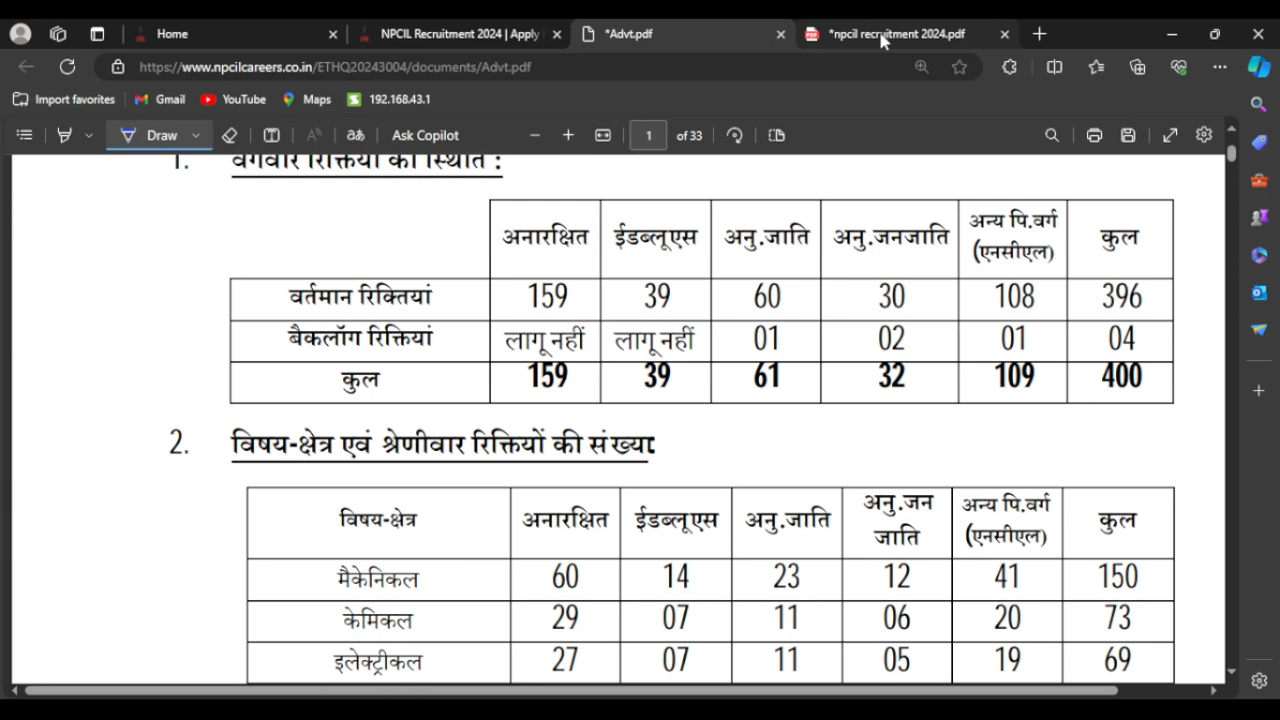 Home
NPCIL Recruitment 2024 | Apply
*Advt.pdf
*npcil recruitment 2024.pdf
https://www.npcilcareers.co.in/ETHQ20243004/documents/Advt.pdf
Import favorites
Gmail
YouTube
Maps
192.168.43.1
Draw
Ask Copilot
1 of 33
1. वर्गवार रिक्तियों की स्थिति :
अनारक्षित ईडब्लूएस अनु.जाति अनु.जनजाति अन्य पि.वर्ग (एनसीएल) कुल
वर्तमान रिक्तियां 159 39 60 30 108 396
बैकलॉग रिक्तियां लागू नहीं लागू नहीं 01 02 01 04
कुल 159 39 61 32 109 400
2. विषय-क्षेत्र एवं श्रेणीवार रिक्तियों की संख्या:
विषय-क्षेत्र अनारक्षित ईडब्लूएस अनु.जाति अनु.जन जाति अन्य पि.वर्ग (एनसीएल) कुल
मैकेनिकल 60 14 23 12 41 150
केमिकल 29 07 11 06 20 73
इलेक्ट्रीकल 27 07 11 05 19 69